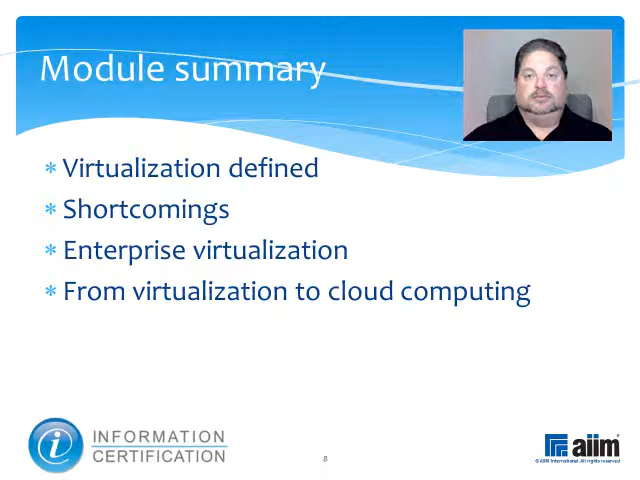 Module summary
* Virtualization defined
* Shortcomings
* Enterprise virtualization
* From virtualization to cloud computing
i INFORMATION
CERTIFICATION
8
aiim
© AIIM International. All rights reserved